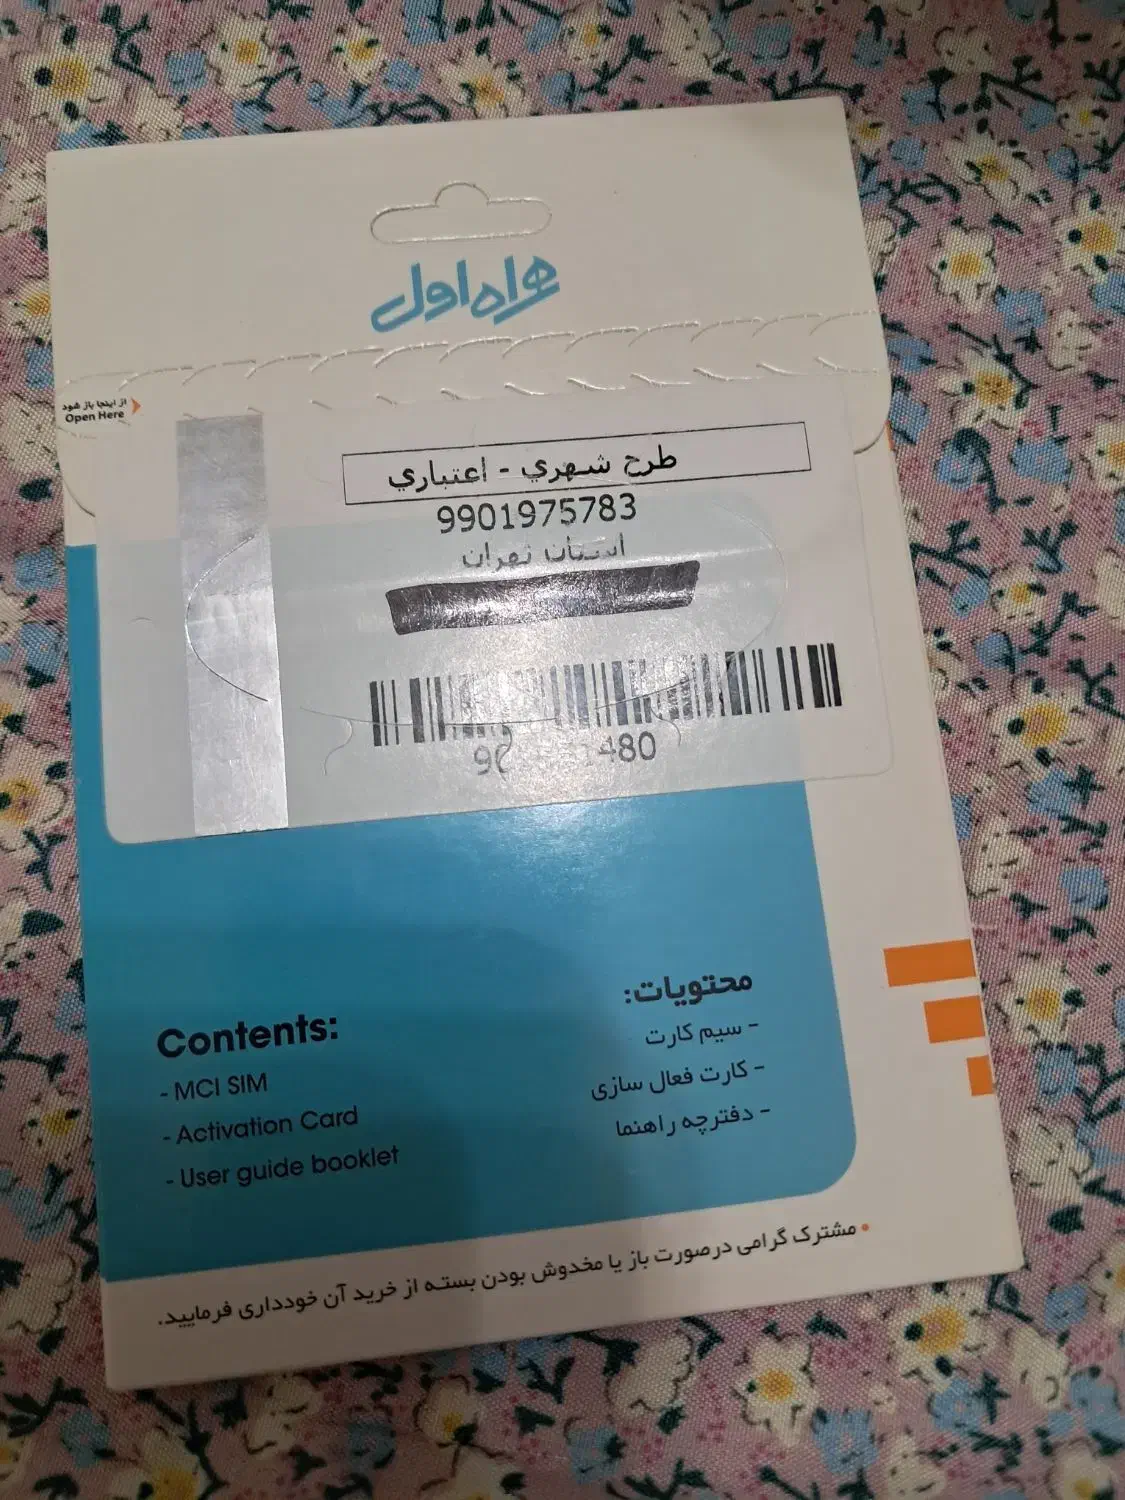 همراه اول
از اینجا باز شود
Open Here
طرح شهري - اعتباري
9901975783
استان تهران
480
محتویات:
- سیم کارت
- کارت فعال سازی
- دفترچه راهنما
Contents:
- MCI SIM
- Activation Card
- User guide booklet
• مشترک گرامی درصورت باز یا مخدوش بودن بسته از خرید آن خودداری فرمایید.